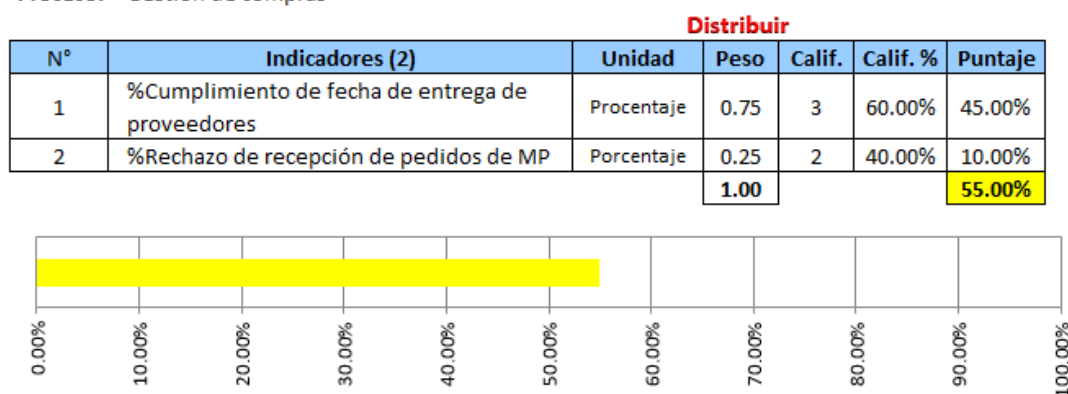 Distribuir
N° Indicadores (2) Unidad Peso Calif. Calif. % Puntaje
1 %Cumplimiento de fecha de entrega de proveedores Procentaje 0.75 3 60.00% 45.00%
2 %Rechazo de recepción de pedidos de MP Porcentaje 0.25 2 40.00% 10.00%
1.00 55.00%
0.00% 10.00% 20.00% 30.00% 40.00% 50.00% 60.00% 70.00% 80.00% 90.00% 100.00%